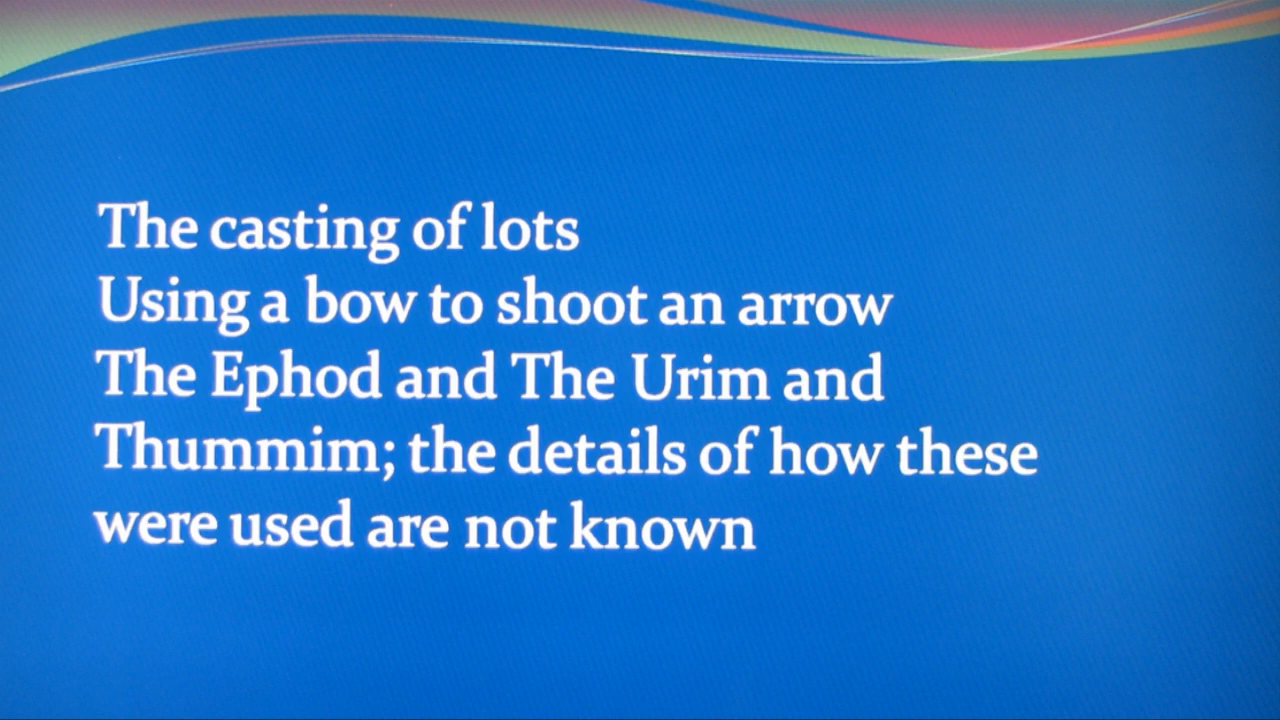 The casting of lots
Using a bow to shoot an arrow
The Ephod and The Urim and
Thummim; the details of how these
were used are not known